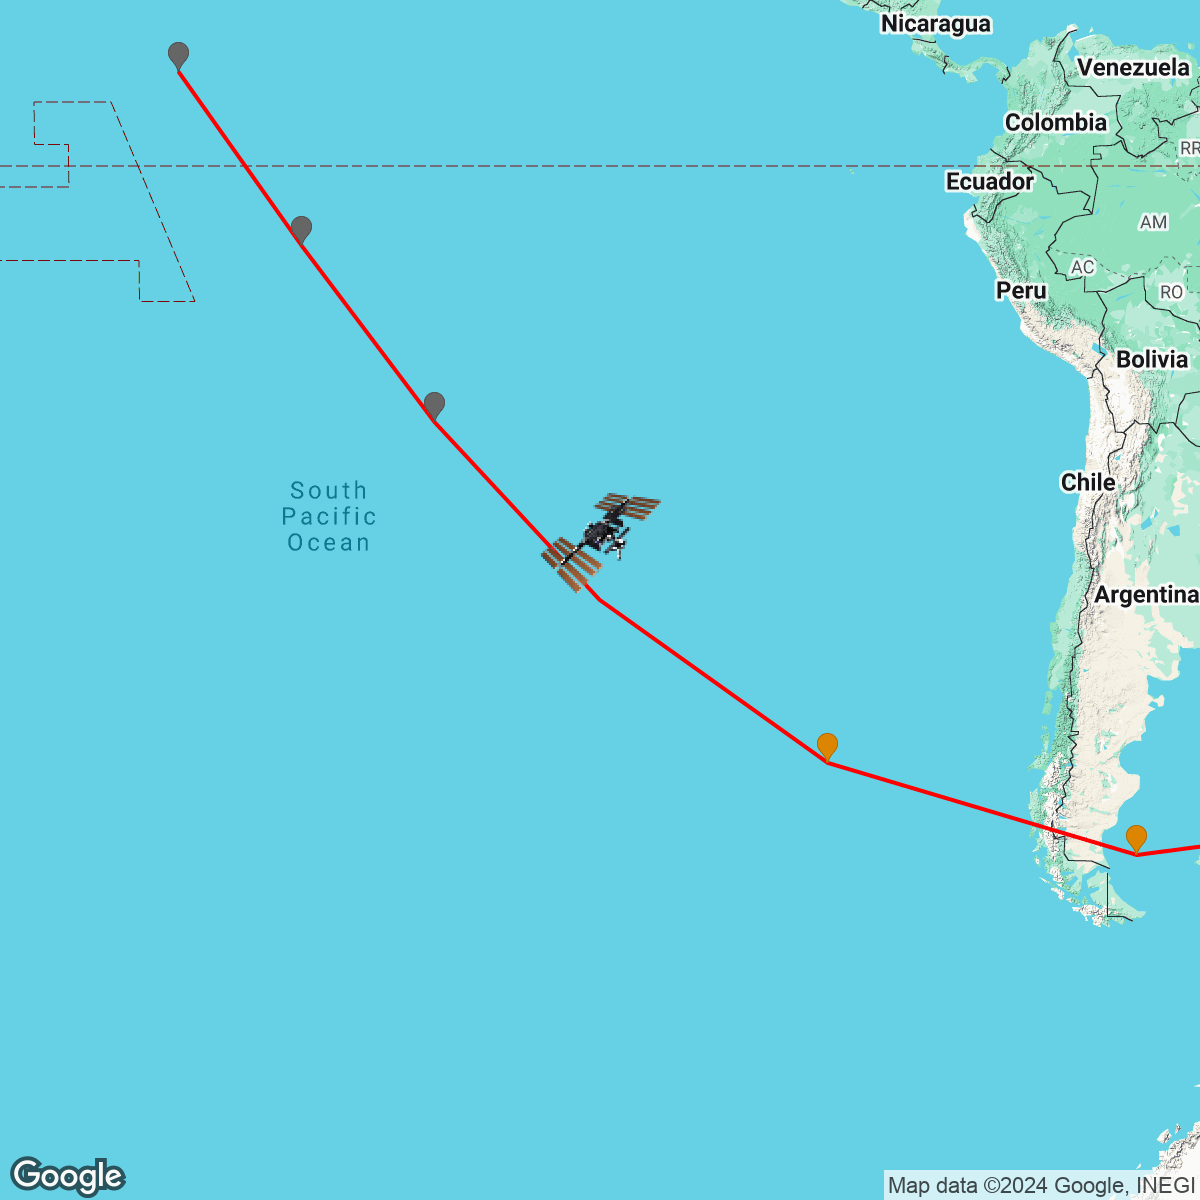 Nicaragua
Venezuela
Colombia
RR
Ecuador
AM
AC
Peru
RO
Bolivia
Chile
South
Pacific
Ocean
Argentina
Google
Map data ©2024 Google, INEGI